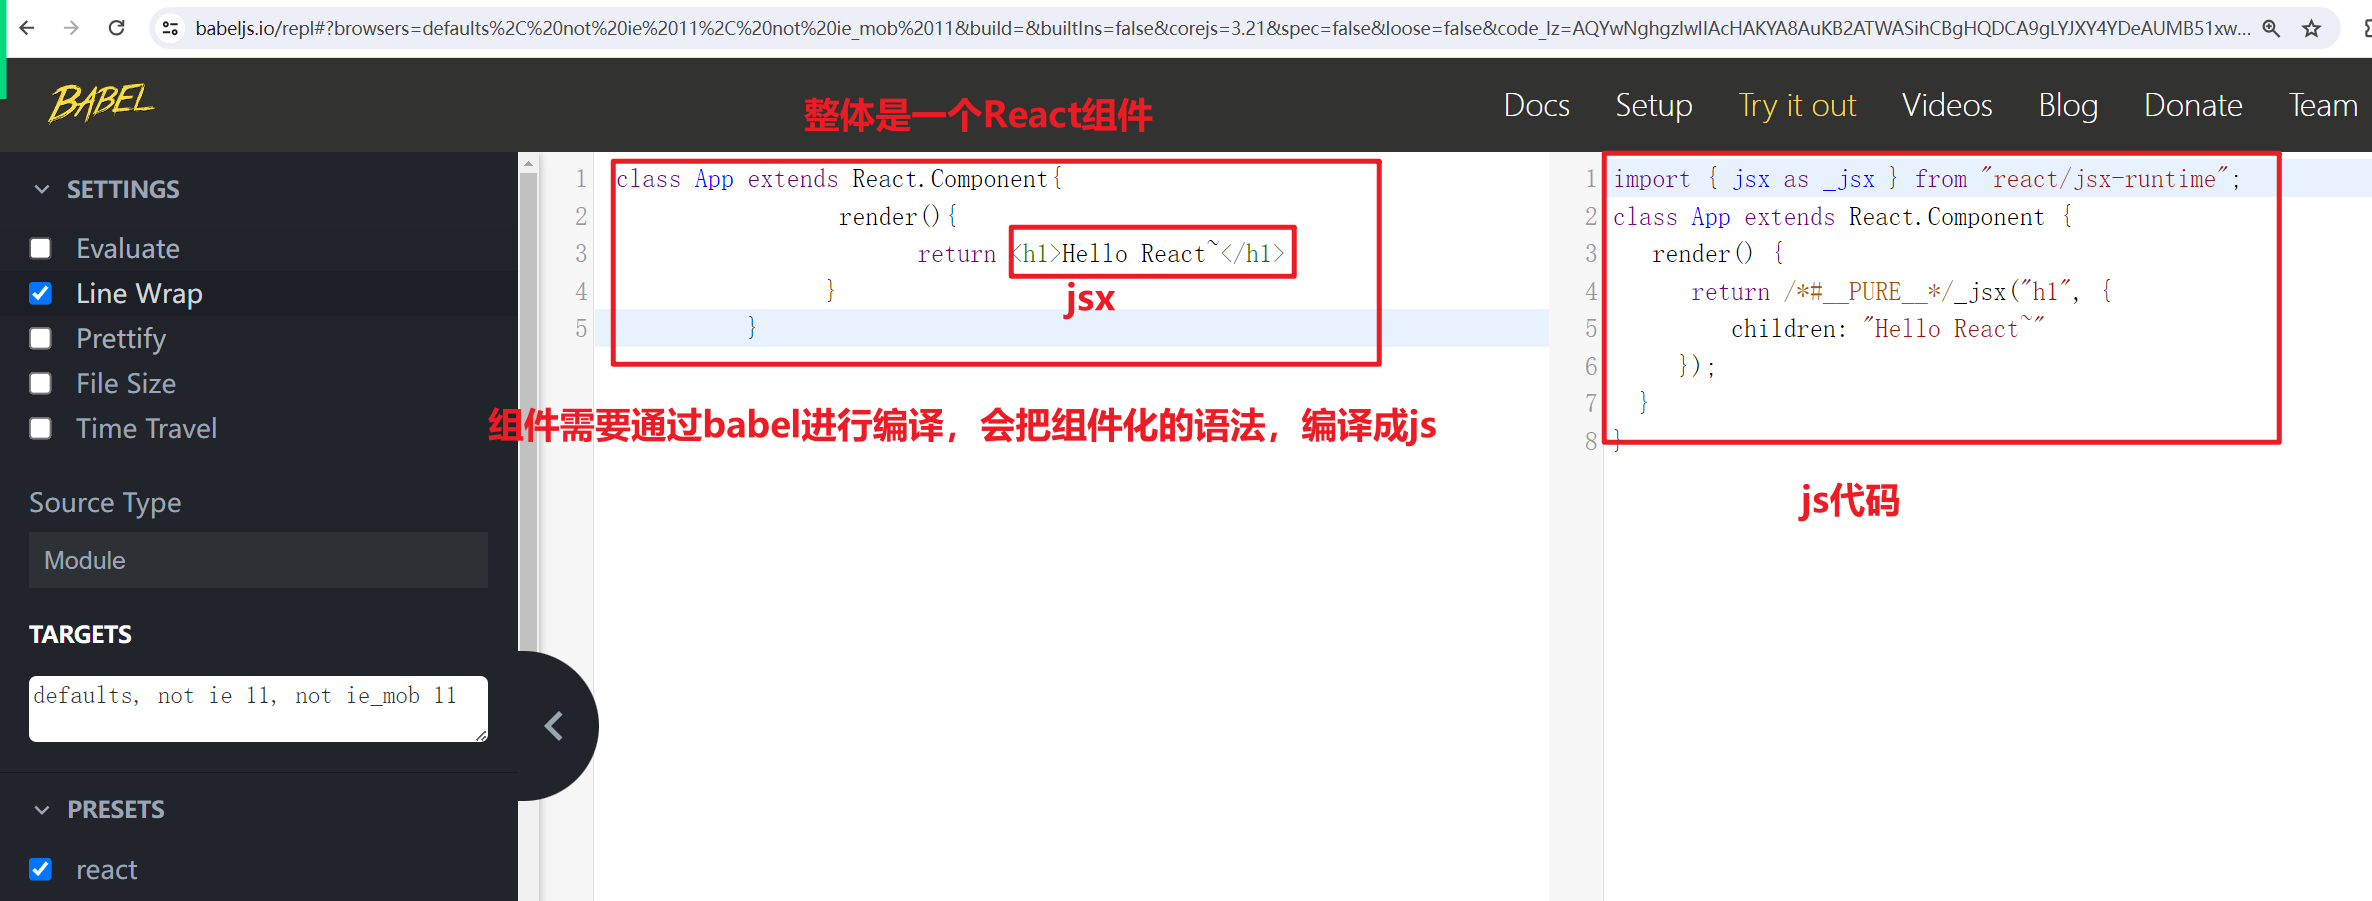 babeljs.io/repl#?browsers=defaults%2C%20not%20ie%2011%2C%20not%20ie_mob%2011&build=&builtIns=false&corejs=3.21&spec=false&loose=false&code_lz=AQYwNghgzlwIIAcHAKYA8AuKB2ATWASihCBgHQDCA9gLYJXY4YDeAUMB51xw...
BABEL
整体是一个React组件
Docs Setup Try it out Videos Blog Donate Team
SETTINGS
Evaluate
Line Wrap
Prettify
File Size
Time Travel
Source Type
Module
TARGETS
defaults, not ie 11, not ie_mob 11
PRESETS
react
1 class App extends React.Component{
2 render(){
3 return <h1>Hello React~</h1>
4 }
5 }
jsx
组件需要通过babel进行编译，会把组件化的语法，编译成js
1 import { jsx as _jsx } from "react/jsx-runtime";
2 class App extends React.Component {
3 render() {
4 return /*#__PURE__*/_jsx("h1", {
5 children: "Hello React~"
6 });
7 }
8 }
js代码